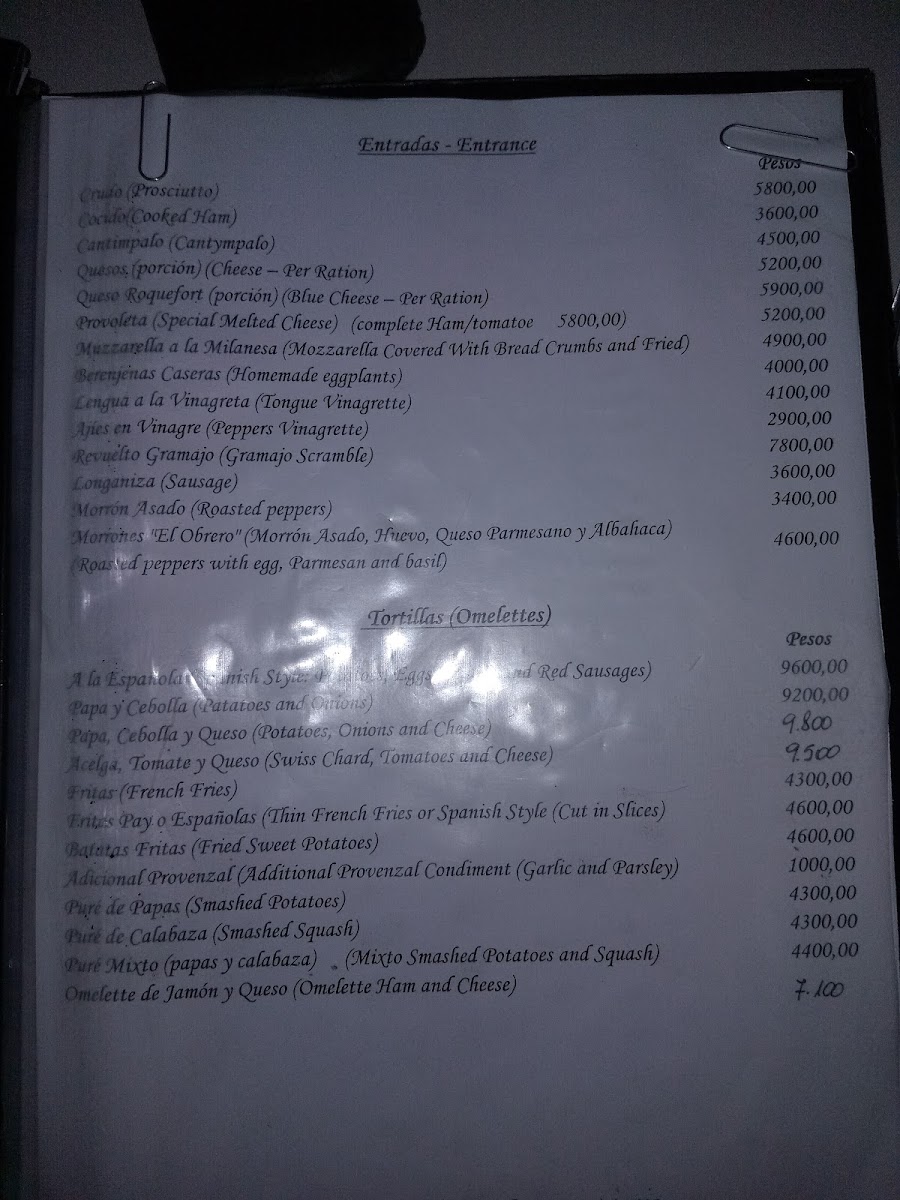 Entradas - Entrance
Pesos
Crudo (Prosciutto) 5800,00
Cocido (Cooked Ham) 3600,00
Cantimpalo (Cantympalo) 4500,00
Quesos (porción) (Cheese – Per Ration) 5200,00
Queso Roquefort (porción) (Blue Cheese – Per Ration) 5900,00
Provoleta (Special Melted Cheese) (complete Ham/tomatoe 5800,00) 5200,00
Muzzarella a la Milanesa (Mozzarella Covered With Bread Crumbs and Fried) 4900,00
Berenjenas Caseras (Homemade eggplants) 4000,00
Lengua a la Vinagreta (Tongue Vinagrette) 4100,00
Ajíes en Vinagre (Peppers Vinagrette) 2900,00
Revuelto Gramajo (Gramajo Scramble) 7800,00
Longaniza (Sausage) 3600,00
Morrón Asado (Roasted peppers) 3400,00
Morrones "El Obrero" (Morrón Asado, Huevo, Queso Parmesano y Albahaca) 4600,00
(Roasted peppers with egg, Parmesan and basil)
Tortillas (Omelettes)
Pesos
A la Española Style: Eggs and Red Sausages) 9600,00
Papa y Cebolla (Patatoes and Onions) 9200,00
Papa, Cebolla y Queso (Potatoes, Onions and Cheese) 9.800
Acelga, Tomate y Queso (Swiss Chard, Tomatoes and Cheese) 9.500
Fritas (French Fries) 4300,00
Fritas Pay o Españolas (Thin French Fries or Spanish Style (Cut in Slices) 4600,00
Batatas Fritas (Fried Sweet Potatoes) 4600,00
Adicional Provenzal (Additional Provenzal Condiment (Garlic and Parsley) 1000,00
Puré de Papas (Smashed Potatoes) 4300,00
Puré de Calabaza (Smashed Squash) 4300,00
Puré Mixto (papas y calabaza) . (Mixto Smashed Potatoes and Squash) 4400,00
Omelette de Jamón y Queso (Omelette Ham and Cheese) 7.100